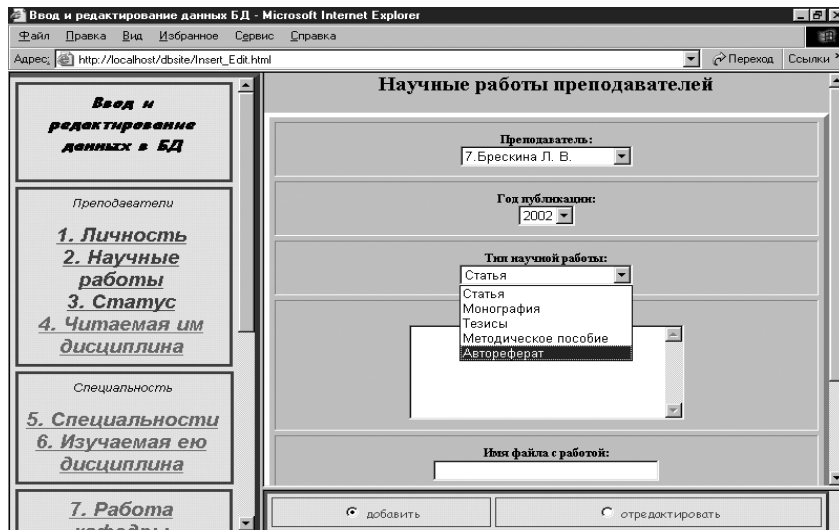 Ввод и редактирование данных БД - Microsoft Internet Explorer
Файл Правка Вид Избранное Сервис Справка
Адрес: http://localhost/dbsite/Insert_Edit.html Переход Ссылки »
Ввод и
редактирование
данных в БД
Преподаватели
1. Личность
2. Научные
работы
3. Статус
4. Читаемая им
дисциплина
Специальность
5. Специальности
6. Изучаемая ею
дисциплина
7. Работа
кафедры
Научные работы преподавателей
Преподаватель:
7.Брескина Л. В.
Год публикации:
2002
Тип научной работы:
Статья
Статья
Монография
Тезисы
Методическое пособие
Автореферат
Имя файла с работой:
добавить отредактировать